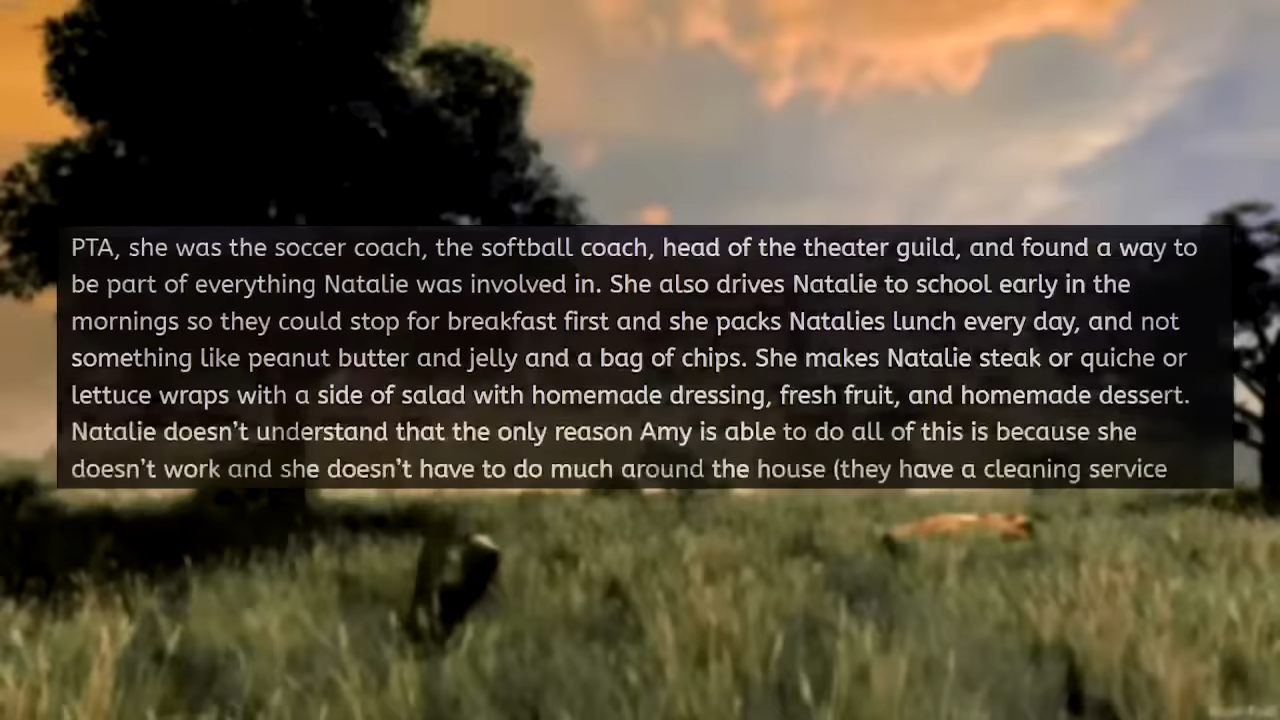 PTA, she was the soccer coach, the softball coach, head of the theater guild, and found a way to
be part of everything Natalie was involved in. She also drives Natalie to school early in the
mornings so they could stop for breakfast first and she packs Natalies lunch every day, and not
something like peanut butter and jelly and a bag of chips. She makes Natalie steak or quiche or
lettuce wraps with a side of salad with homemade dressing, fresh fruit, and homemade dessert.
Natalie doesn’t understand that the only reason Amy is able to do all of this is because she
doesn’t work and she doesn’t have to do much around the house (they have a cleaning service